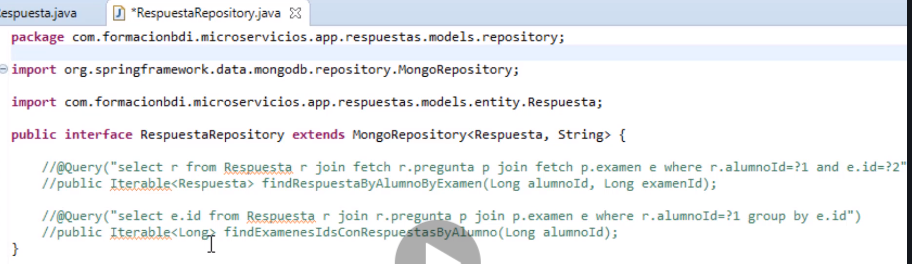 espuesta.java
*RespuestaRepository.java
package com.formacionbdi.microservicios.app.respuestas.models.repository;
import org.springframework.data.mongodb.repository.MongoRepository;
import com.formacionbdi.microservicios.app.respuestas.models.entity.Respuesta;
public interface RespuestaRepository extends MongoRepository<Respuesta, String> {
//@Query("select r from Respuesta r join fetch r.pregunta p join fetch p.examen e where r.alumnoId=?1 and e.id=?2"
//public Iterable<Respuesta> findRespuestaByAlumnoByExamen(Long alumnoId, Long examenId);
//@Query("select e.id from Respuesta r join r.pregunta p join p.examen e where r.alumnoId=?1 group by e.id")
//public Iterable<Long> findExamenesIdsConRespuestasByAlumno(Long alumnoId);
}